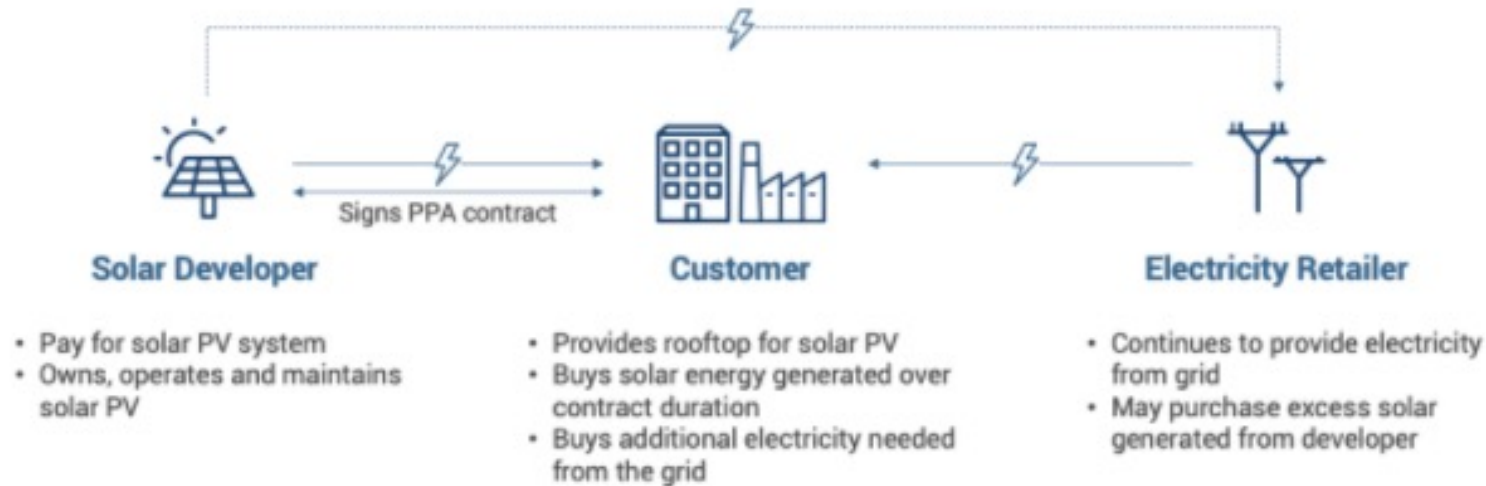 Signs PPA contract
Solar Developer
• Pay for solar PV system
• Owns, operates and maintains
solar PV
Customer
• Provides rooftop for solar PV
• Buys solar energy generated over
contract duration
• Buys additional electricity needed
from the grid
Electricity Retailer
• Continues to provide electricity
from grid
• May purchase excess solar
generated from developer